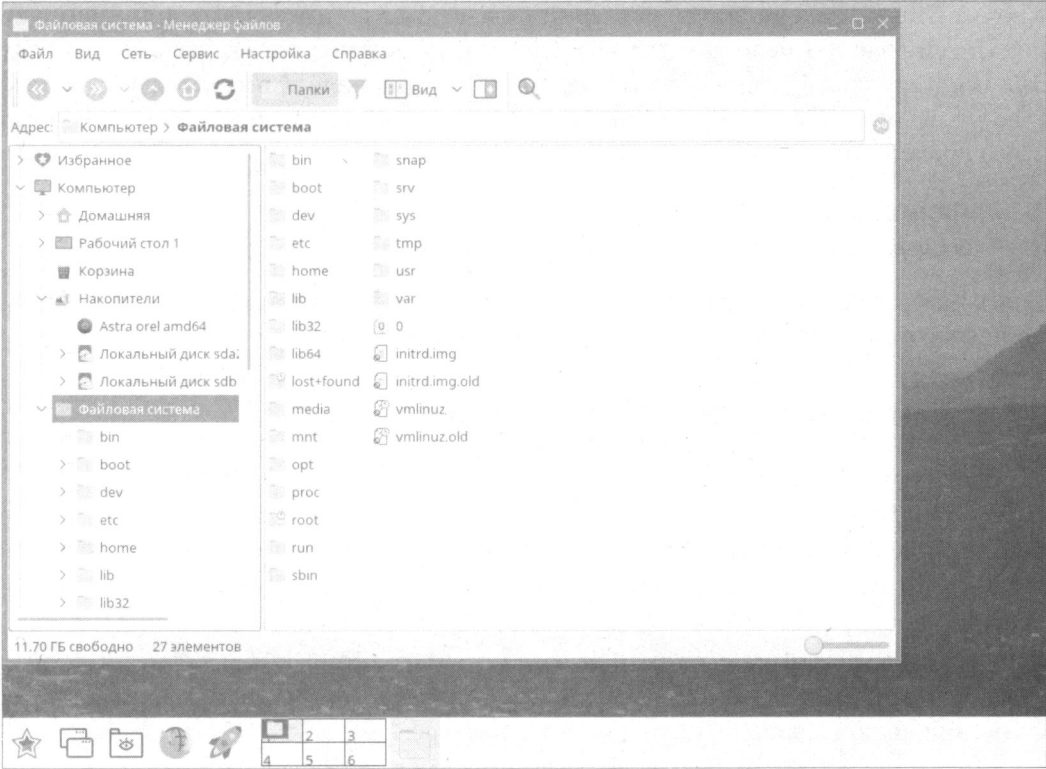 Файловая система - Менеджер файлов
Файл Вид Сеть Сервис Настройка Справка
Папки Вид
Адрес: Компьютер > Файловая система
Избранное
Компьютер
Домашняя
Рабочий стол 1
Корзина
Накопители
Astra orel amd64
Локальный диск sda2
Локальный диск sdb
Файловая система
bin
boot
dev
etc
home
lib
lib32
bin
boot
dev
etc
home
lib
lib32
lib64
lost+found
media
mnt
opt
proc
root
run
sbin
snap
srv
sys
tmp
usr
var
0
initrd.img
initrd.img.old
vmlinuz
vmlinuz.old
11.70 ГБ свободно 27 элементов
2 3
4 5 6